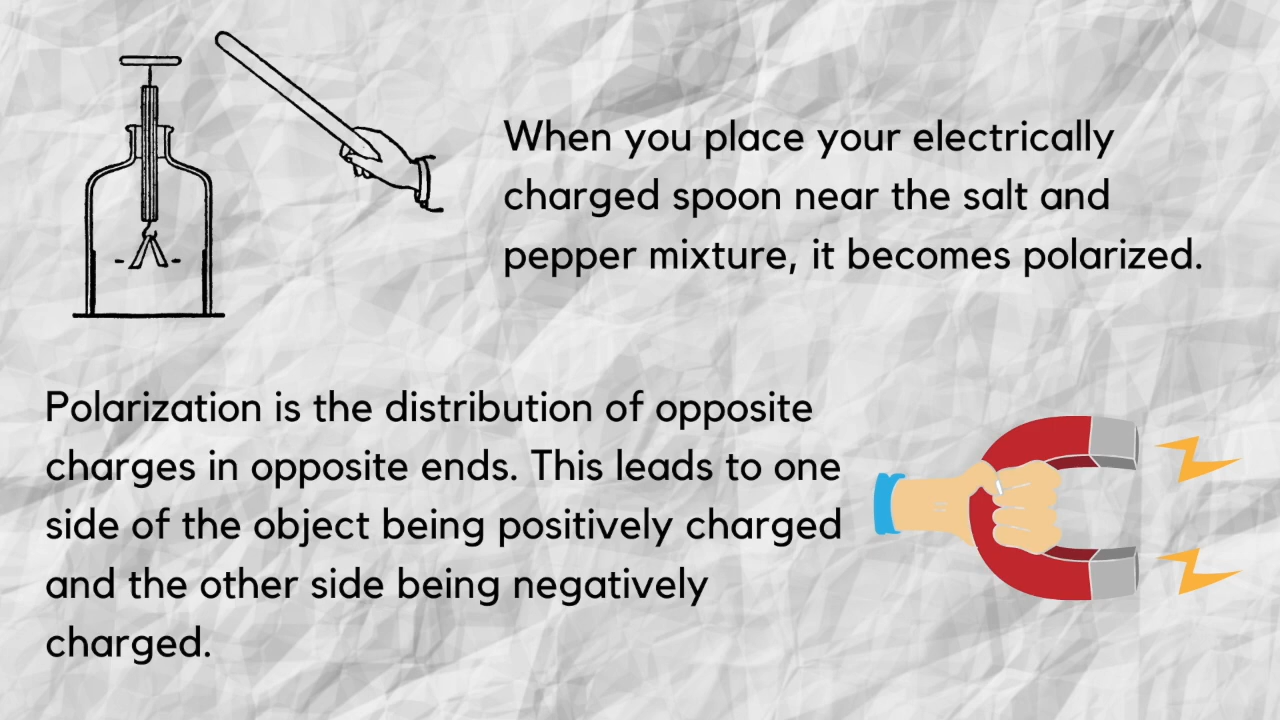 When you place your electrically
charged spoon near the salt and
pepper mixture, it becomes polarized.
Polarization is the distribution of opposite
charges in opposite ends. This leads to one
side of the object being positively charged
and the other side being negatively
charged.